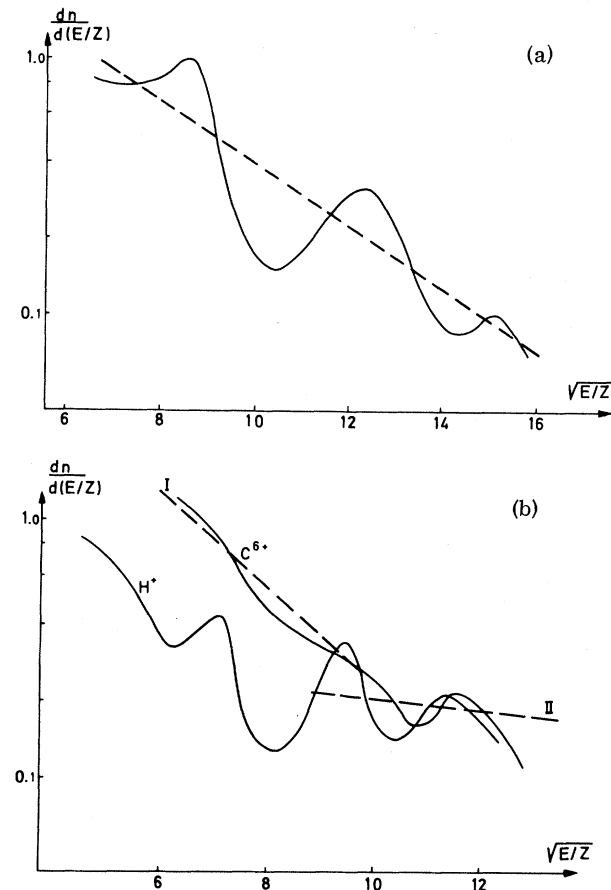 dn
d(E/Z)
(a)
1.0
0.1
√E/Z
6 8 10 12 14 16
dn
d(E/Z)
(b)
I
1.0
C⁶⁺
H⁺
II
0.1
√E/Z
6 8 10 12